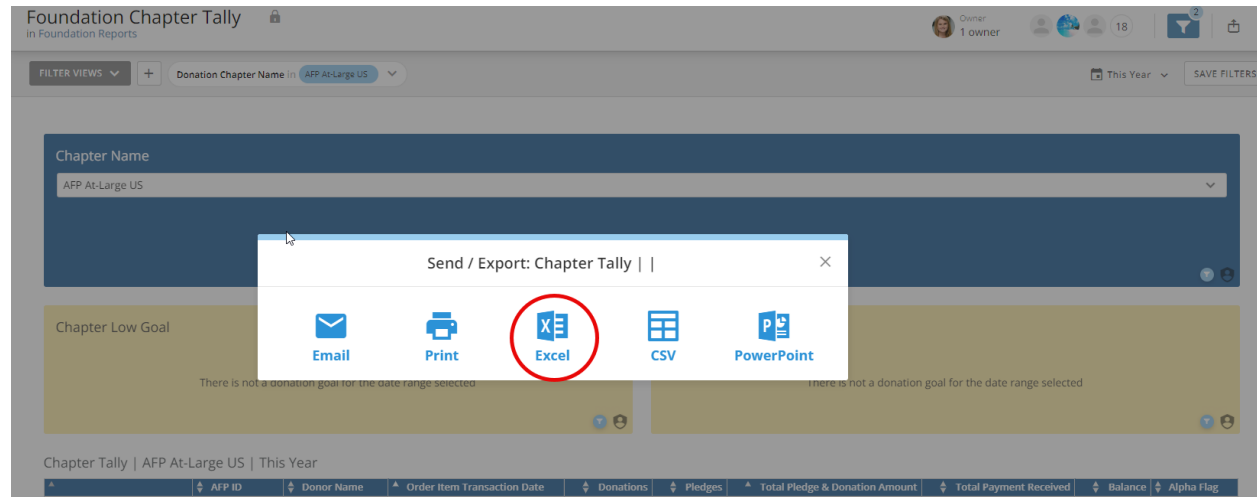 Foundation Chapter Tally
in Foundation Reports
Owner
1 owner
18
2
FILTER VIEWS
+
Donation Chapter Name in AFP At-Large US
This Year
SAVE FILTERS
Chapter Name
AFP At-Large US
Send / Export: Chapter Tally | |
Email
Print
Excel
CSV
PowerPoint
Chapter Low Goal
There is not a donation goal for the date range selected
There is not a donation goal for the date range selected
Chapter Tally | AFP At-Large US | This Year
AFP ID Donor Name Order Item Transaction Date Donations Pledges Total Pledge & Donation Amount Total Payment Received Balance Alpha Flag